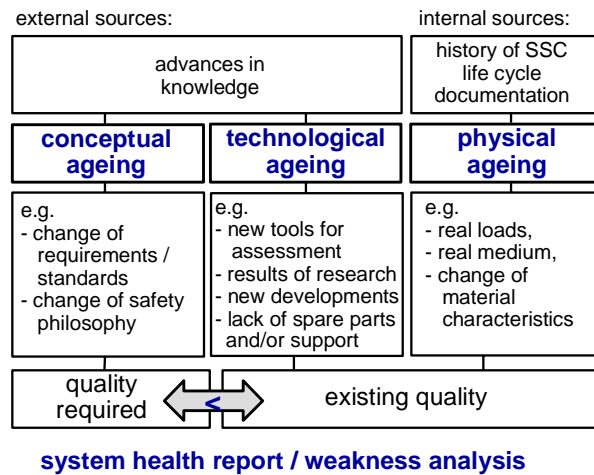 external sources:
internal sources:
advances in
knowledge
history of SSC
life cycle
documentation
conceptual
ageing
technological
ageing
physical
ageing
e.g.
- change of
requirements /
standards
- change of safety
philosophy
e.g.
- new tools for
assessment
- results of research
- new developments
- lack of spare parts
and/or support
e.g.
- real loads,
- real medium,
- change of
material
characteristics
quality
required
<
existing quality
system health report / weakness analysis